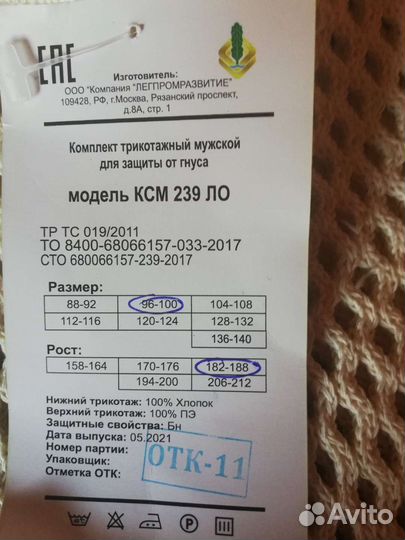 ЕАС
Изготовитель:
ООО "Компания "ЛЕГПРОМРАЗВИТИЕ"
109428, РФ, г.Москва, Рязанский проспект,
д.8А, стр. 1
Комплект трикотажный мужской
для защиты от гнуса
модель КСМ 239 ЛО
ТР ТС 019/2011
ТО 8400-68066157-033-2017
СТО 680066157-239-2017
Размер:
88-92 96-100 104-108
112-116 120-124 128-132
136-140
Рост:
158-164 170-176 182-188
194-200 206-212
Нижний трикотаж: 100% Хлопок
Верхний трикотаж: 100% ПЭ
Защитные свойства: Бн
Дата выпуска: 05.2021
Номер партии:
Упаковщик:
Отметка ОТК:
ОТК-11
P
Avito